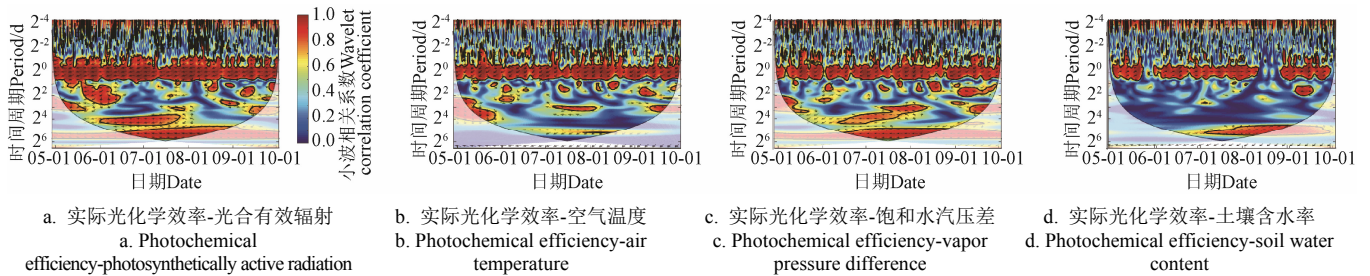 2-4
2-2
20
22
24
26
时间周期Period/d
05-01 06-01 07-01 08-01 09-01 10-01
日期Date
1.0
0.8
0.6
0.4
0.2
0.0
小波相关系数Wavelet
correlation coefficient
a. 实际光化学效率-光合有效辐射
a. Photochemical
efficiency-photosynthetically active radiation
2-4
2-2
20
22
24
26
时间周期Period/d
05-01 06-01 07-01 08-01 09-01 10-01
日期Date
b. 实际光化学效率-空气温度
b. Photochemical efficiency-air
temperature
2-4
2-2
20
22
24
26
时间周期Period/d
05-01 06-01 07-01 08-01 09-01 10-01
日期Date
c. 实际光化学效率-饱和水汽压差
c. Photochemical efficiency-vapor
pressure difference
2-4
2-2
20
22
24
26
时间周期Period/d
05-01 06-01 07-01 08-01 09-01 10-01
日期Date
d. 实际光化学效率-土壤含水率
d. Photochemical efficiency-soil water
content